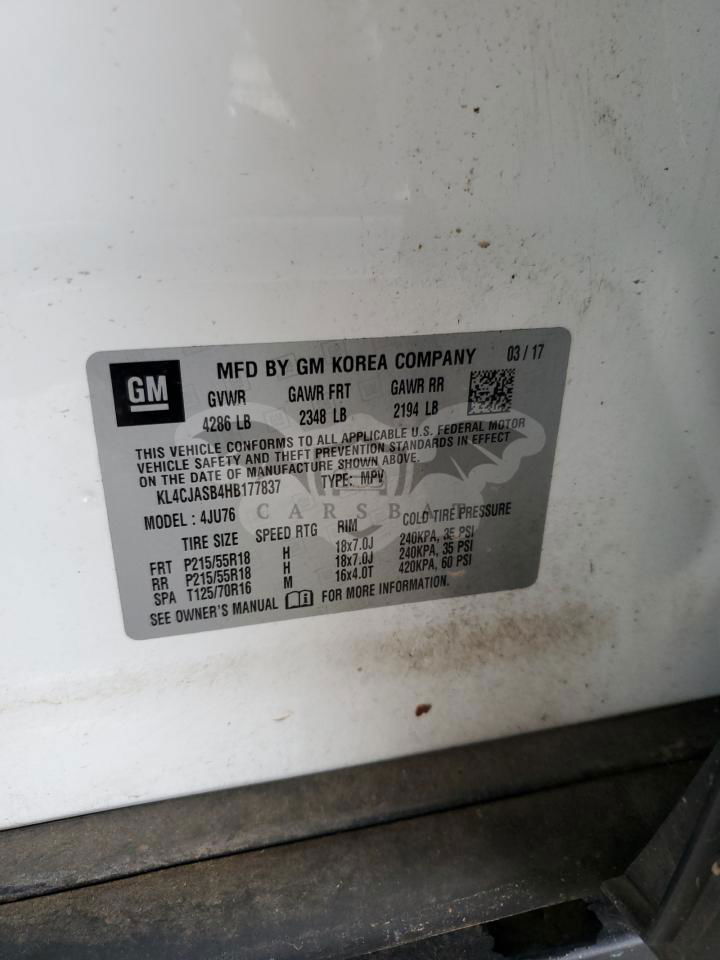 GM
MFD BY GM KOREA COMPANY 03 / 17
GVWR GAWR FRT GAWR RR
4286 LB 2348 LB 2194 LB
THIS VEHICLE CONFORMS TO ALL APPLICABLE U.S. FEDERAL MOTOR
VEHICLE SAFETY AND THEFT PREVENTION STANDARDS IN EFFECT
ON THE DATE OF MANUFACTURE SHOWN ABOVE.
KL4CJASB4HB177837 TYPE: MPV
CARSBAT
MODEL : 4JU76
TIRE SIZE SPEED RTG RIM COLD TIRE PRESSURE
FRT P215/55R18 H 18x7.0J 240KPA, 35 PSI
RR P215/55R18 H 18x7.0J 240KPA, 35 PSI
SPA T125/70R16 M 16x4.0T 420KPA, 60 PSI
SEE OWNER'S MANUAL FOR MORE INFORMATION